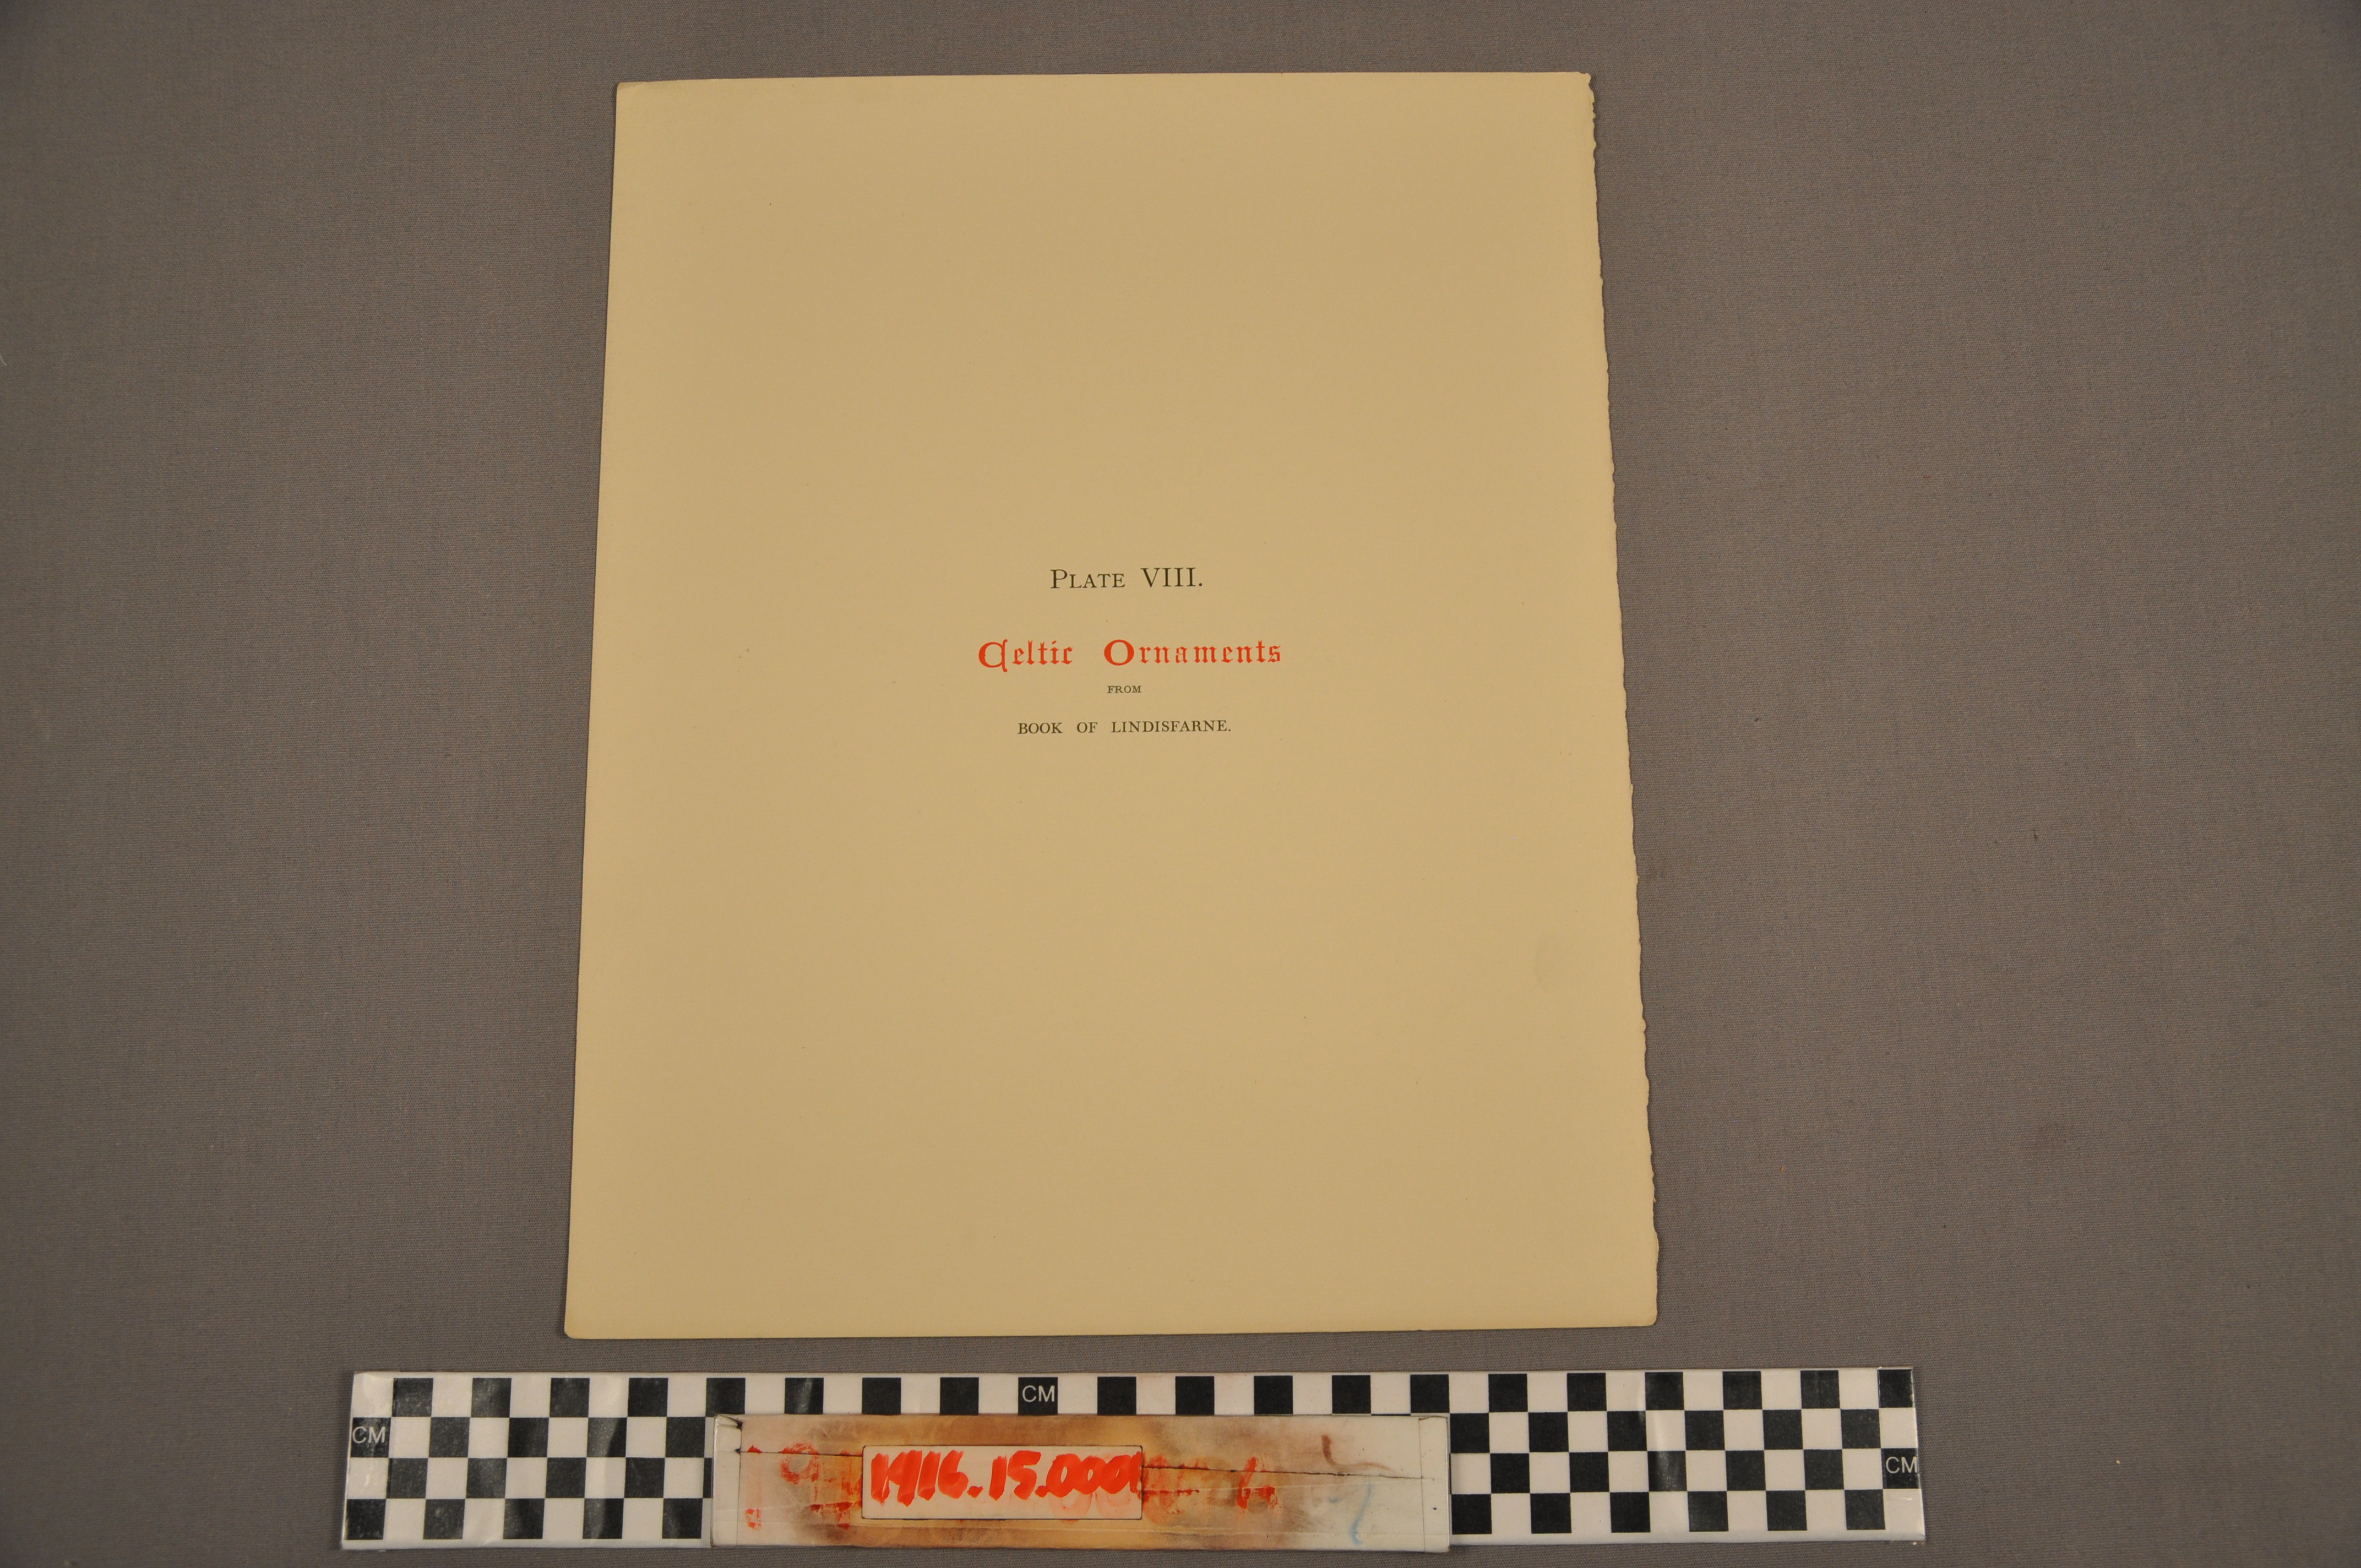 PLATE VIII.
Celtic Ornaments
FROM
BOOK OF LINDISFARNE.
CM
CM
CM
1916.15.0001